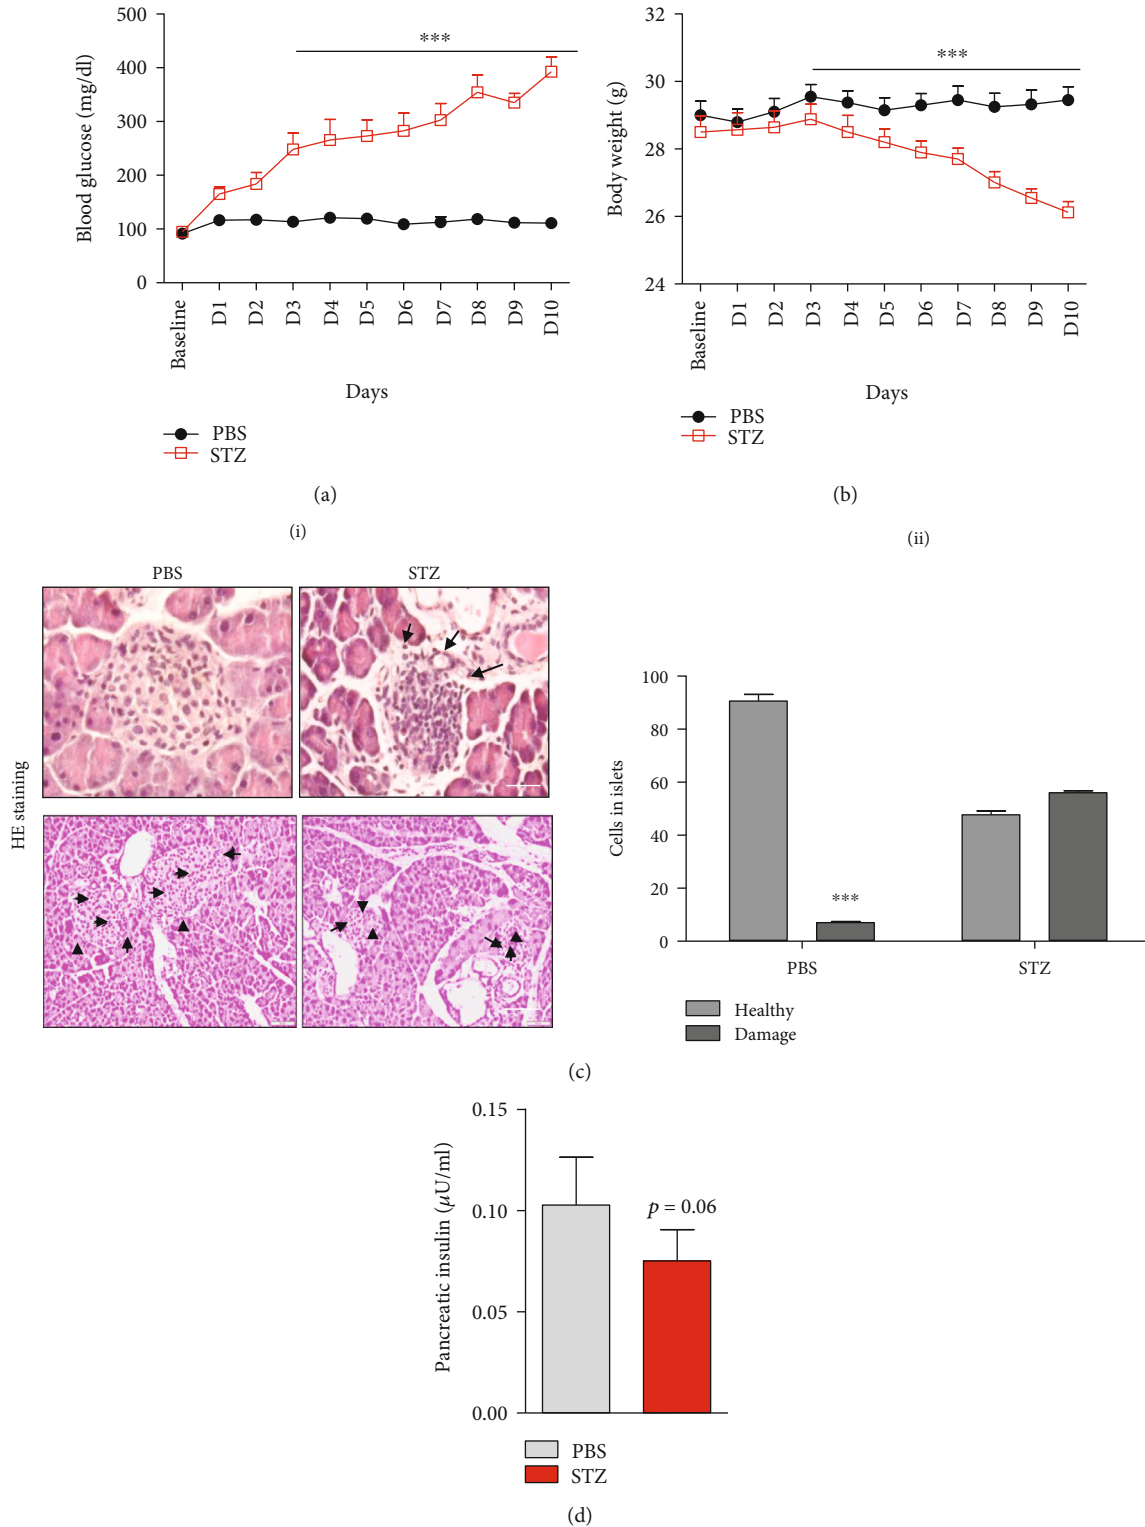 500
400
300
200
100
0
Blood glucose (mg/dl)
***
Baseline
D1
D2
D3
D4
D5
D6
D7
D8
D9
D10
Days
PBS
STZ
(a)
32
30
28
26
24
Body weight (g)
***
Baseline
D1
D2
D3
D4
D5
D6
D7
D8
D9
D10
Days
PBS
STZ
(b)
(i)
(ii)
PBS
STZ
HE staining
100
80
60
40
20
0
Cells in islets
***
PBS
STZ
Healthy
Damage
(c)
0.15
0.10
0.05
0.00
Pancreatic insulin (μU/ml)
p = 0.06
PBS
STZ
(d)